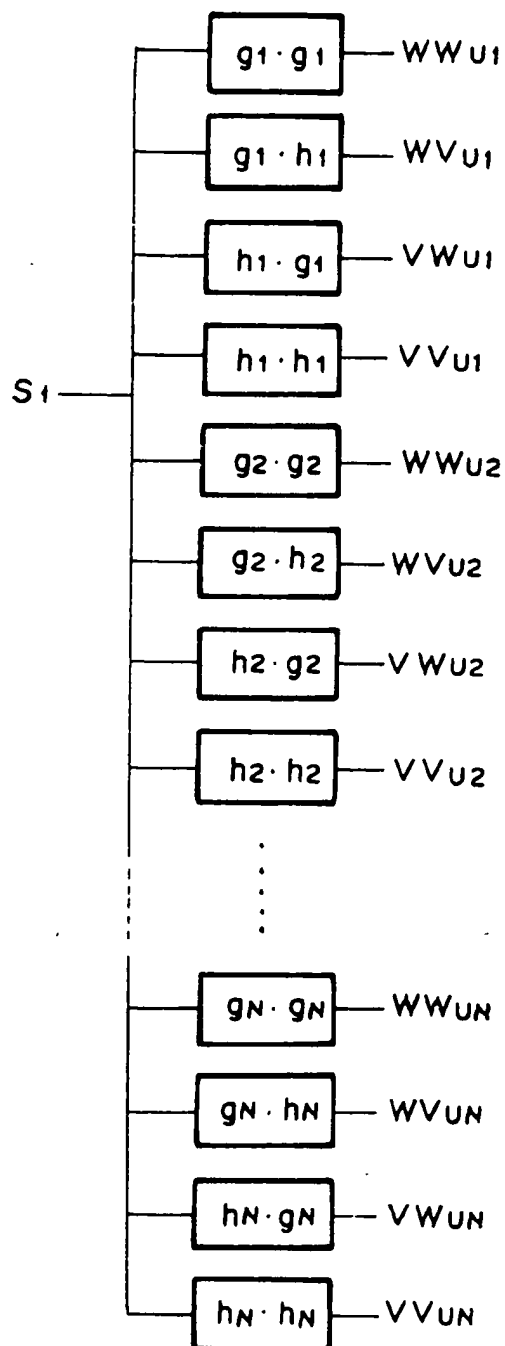 g1 · g1 WWU1
g1 · h1 WVU1
h1 · g1 VWU1
h1 · h1 VVU1
S1
g2 · g2 WWU2
g2 · h2 WVU2
h2 · g2 VWU2
h2 · h2 VVU2
gN · gN WWUN
gN · hN WVUN
hN · gN VWUN
hN · hN VVUN